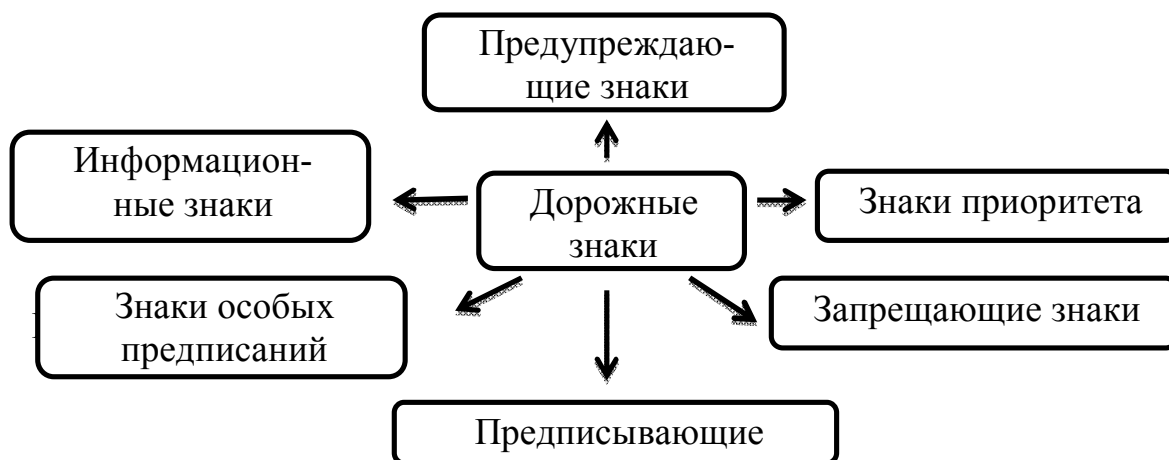 Предупреждаю-
щие знаки
Информацион-
ные знаки
Дорожные
знаки
Знаки приоритета
Знаки особых
предписаний
Запрещающие знаки
Предписывающие